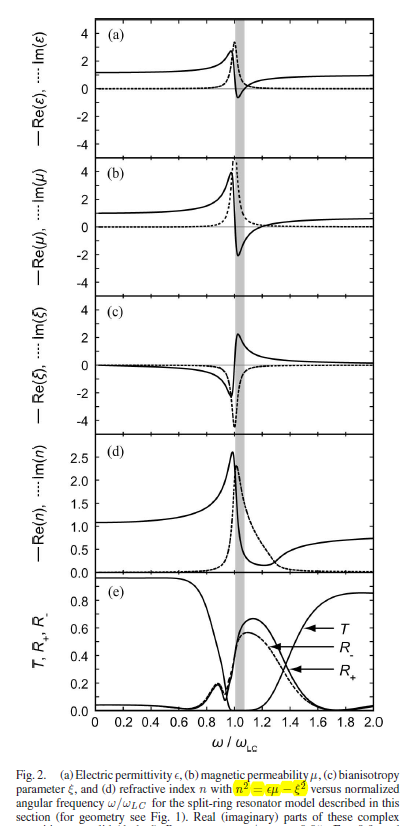 (a)
4
2
0
-2
-4
— Re(ε), ···· Im(ε)
(b)
4
2
0
-2
-4
— Re(μ), ···· Im(μ)
(c)
4
2
0
-2
-4
— Re(ξ), ···· Im(ξ)
(d)
2.5
2.0
1.5
1.0
0.5
0.0
— Re(n), ···· Im(n)
(e)
0.8
0.6
0.4
0.2
0.0
T, R+, R-
T
R-
R+
0 0.2 0.4 0.6 0.8 1.0 1.2 1.4 1.6 1.8 2.0
ω / ωLC
Fig. 2. (a) Electric permittivity ϵ, (b) magnetic permeability μ, (c) bianisotropy
parameter ξ, and (d) refractive index n with n² = ϵμ − ξ² versus normalized
angular frequency ω/ωLC for the split-ring resonator model described in this
section (for geometry see Fig. 1). Real (imaginary) parts of these complex